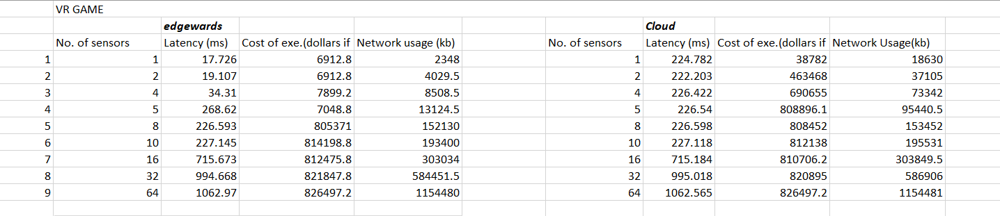 VR GAME
edgewards Cloud
No. of sensors Latency (ms) Cost of exe.(dollars if Network usage (kb) No. of sensors Latency (ms) Cost of exe.(dollars if Network Usage(kb)
1 1 17.726 6912.8 2348 1 224.782 38782 18630
2 2 19.107 6912.8 4029.5 2 222.203 463468 37105
3 4 34.31 7899.2 8508.5 4 226.422 690655 73342
4 5 268.62 7048.8 13124.5 5 226.54 808896.1 95440.5
5 8 226.593 805371 152130 8 226.598 808452 153452
6 10 227.145 814198.8 193400 10 227.118 812138 195531
7 16 715.673 812475.8 303034 16 715.184 810706.2 303849.5
8 32 994.668 821847.8 584451.5 32 995.018 820895 586906
9 64 1062.97 826497.2 1154480 64 1062.565 826497.2 1154481